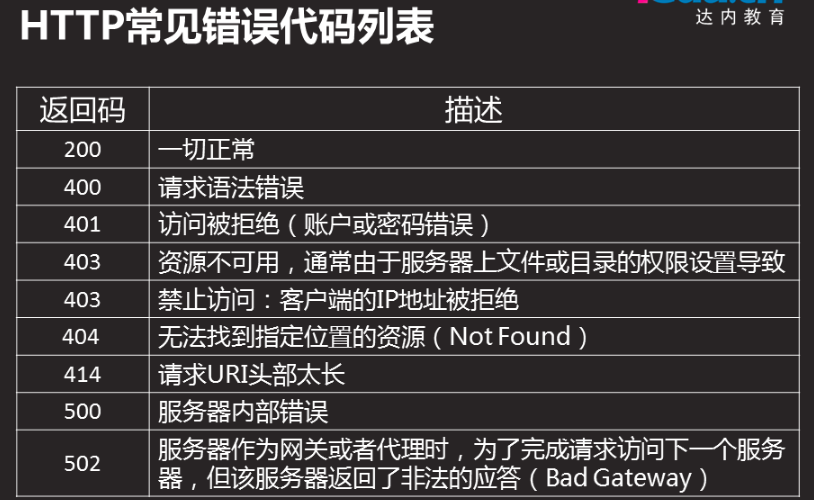 HTTP常见错误代码列表
达内教育
返回码 描述
200 一切正常
400 请求语法错误
401 访问被拒绝（账户或密码错误）
403 资源不可用，通常由于服务器上文件或目录的权限设置导致
403 禁止访问：客户端的IP地址被拒绝
404 无法找到指定位置的资源（Not Found）
414 请求URI头部太长
500 服务器内部错误
502 服务器作为网关或者代理时，为了完成请求访问下一个服务
器，但该服务器返回了非法的应答（Bad Gateway）